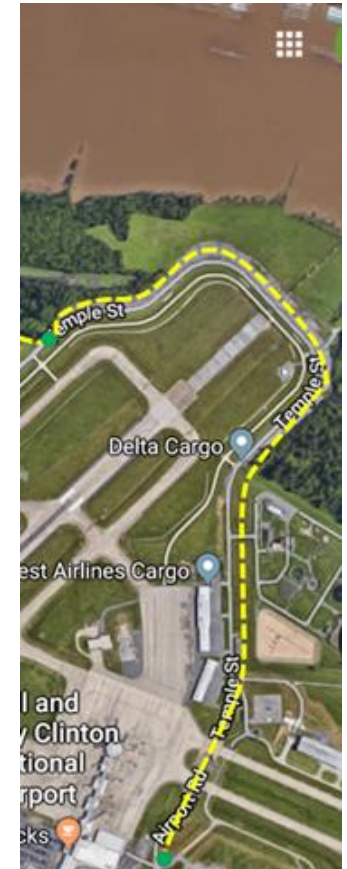 emple St
Temple St
Delta Cargo
est Airlines Cargo
Temple St
l and
y Clinton
tional
rport
Airport Rd
cks